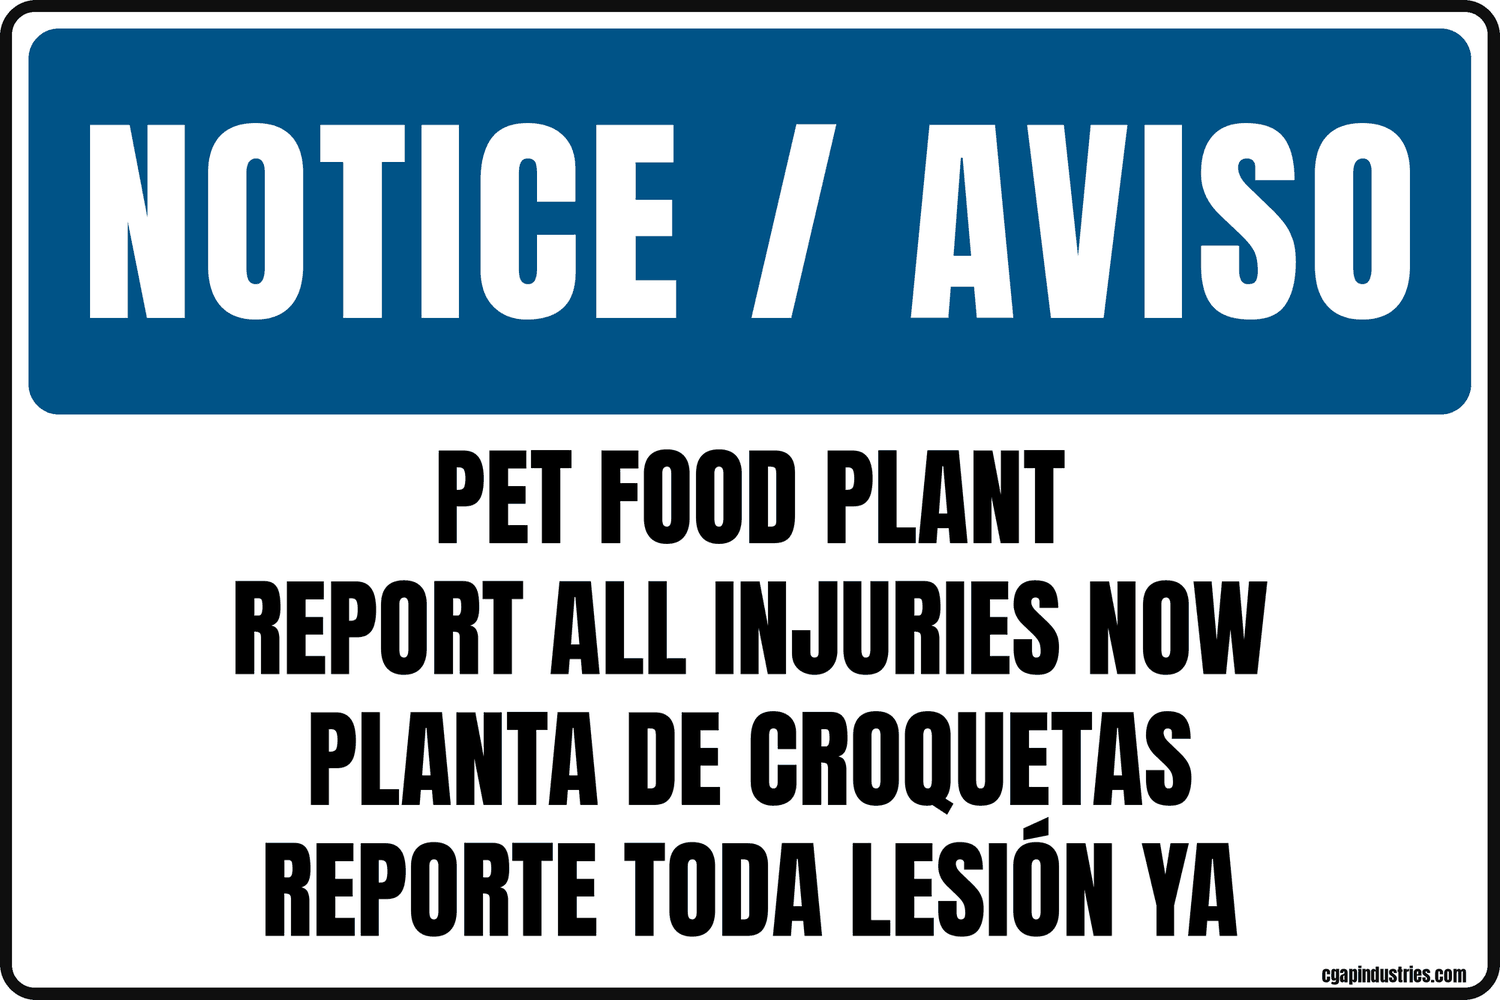 NOTICE / AVISO
PET FOOD PLANT
REPORT ALL INJURIES NOW
PLANTA DE CROQUETAS
REPORTE TODA LESIÓN YA
cgapindustries.com